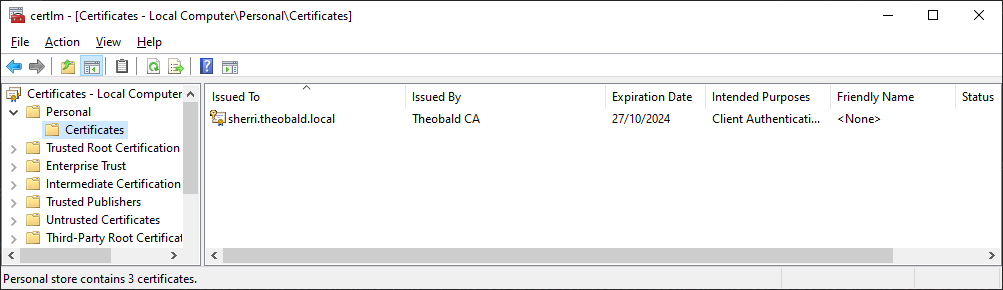 certlm - [Certificates - Local Computer\Personal\Certificates]
File Action View Help
Certificates - Local Computer
Personal
Certificates
Trusted Root Certification
Enterprise Trust
Intermediate Certification
Trusted Publishers
Untrusted Certificates
Third-Party Root Certificat
Issued To Issued By Expiration Date Intended Purposes Friendly Name Status
sherri.theobald.local Theobald CA 27/10/2024 Client Authenticati... <None>
Personal store contains 3 certificates.